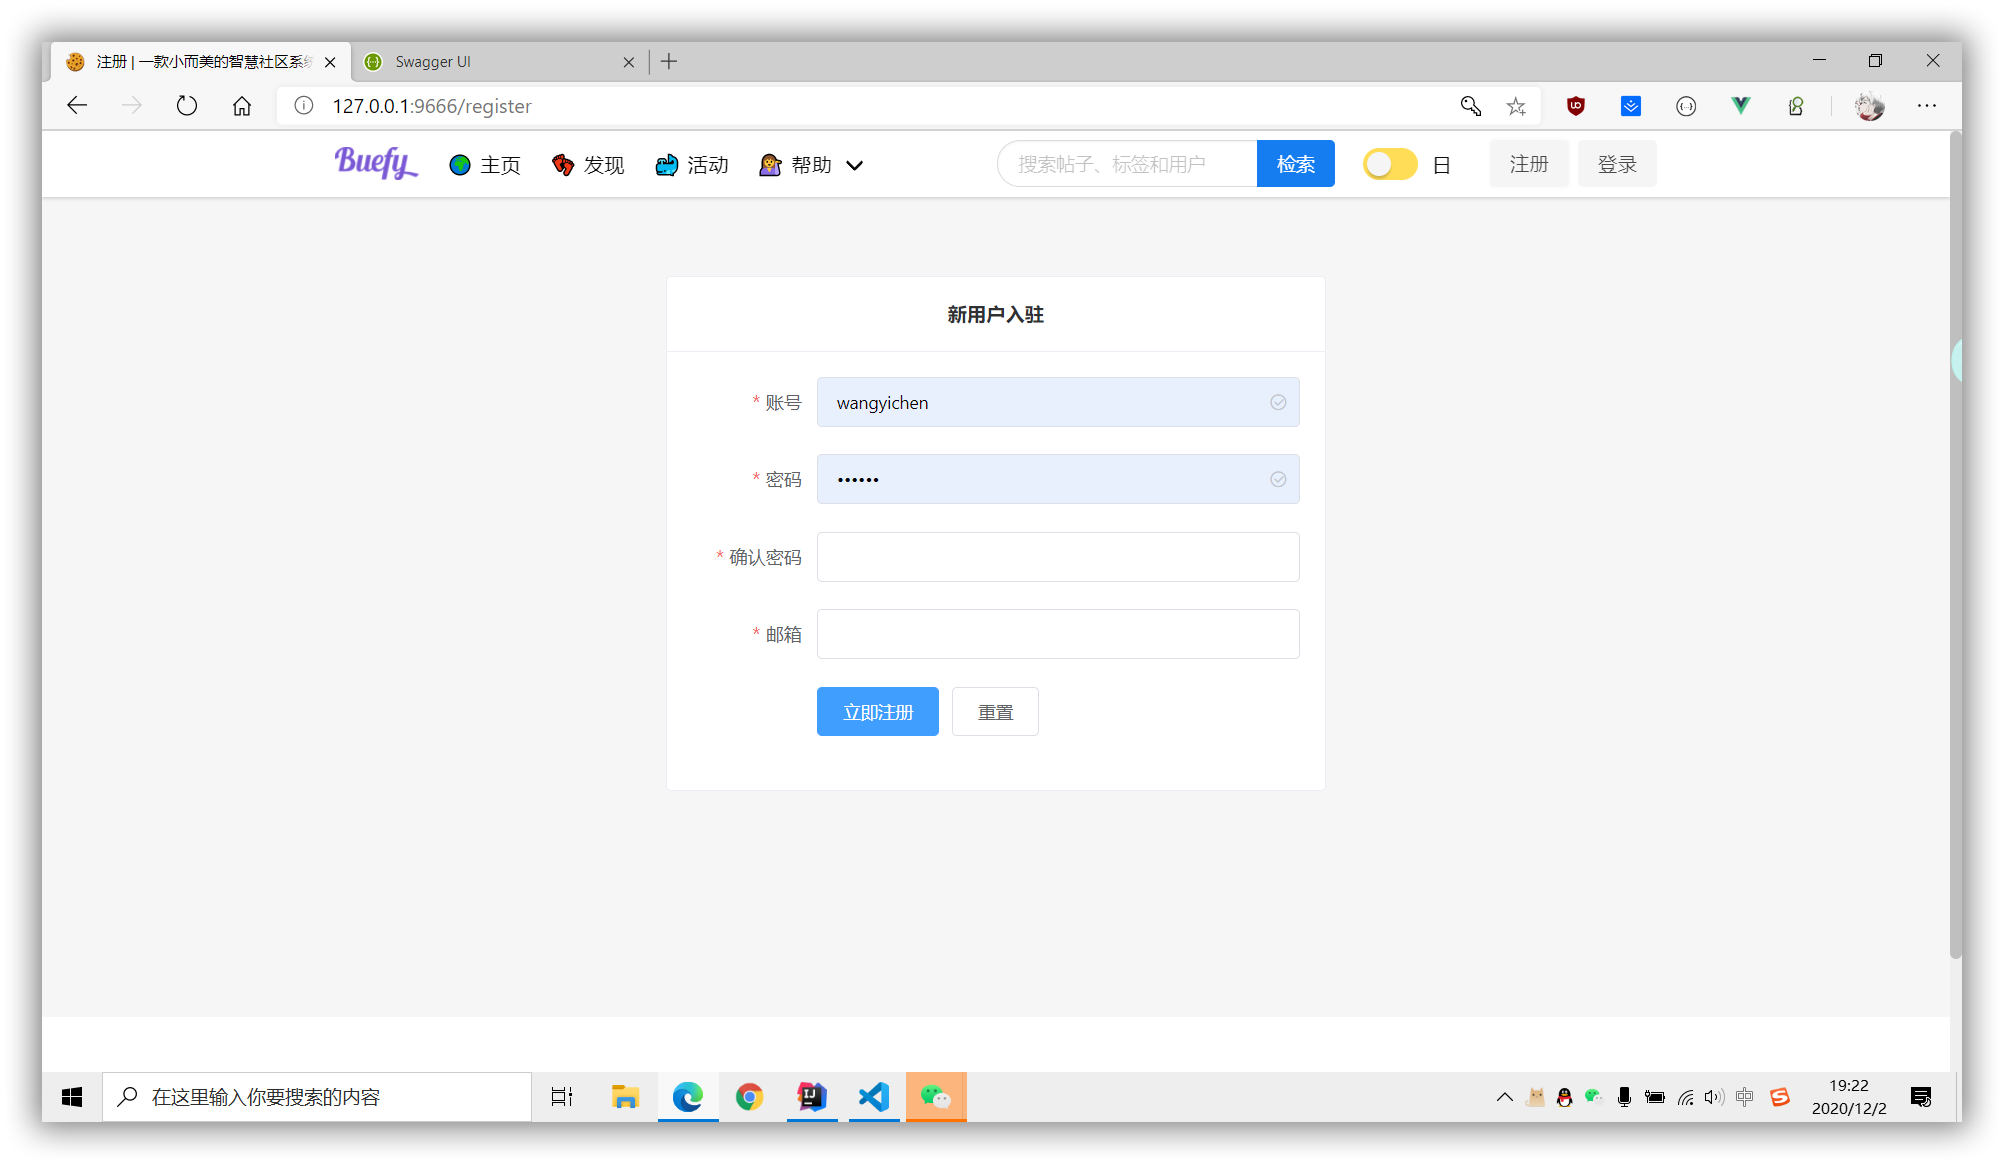 注册 | 一款小而美的智慧社区系统
Swagger UI
127.0.0.1:9666/register
Buefy
主页
发现
活动
帮助
搜索帖子、标签和用户
检索
日
注册
登录
新用户入驻
* 账号
wangyichen
* 密码
••••••
* 确认密码
* 邮箱
立即注册
重置
在这里输入你要搜索的内容
中
19:22
2020/12/2